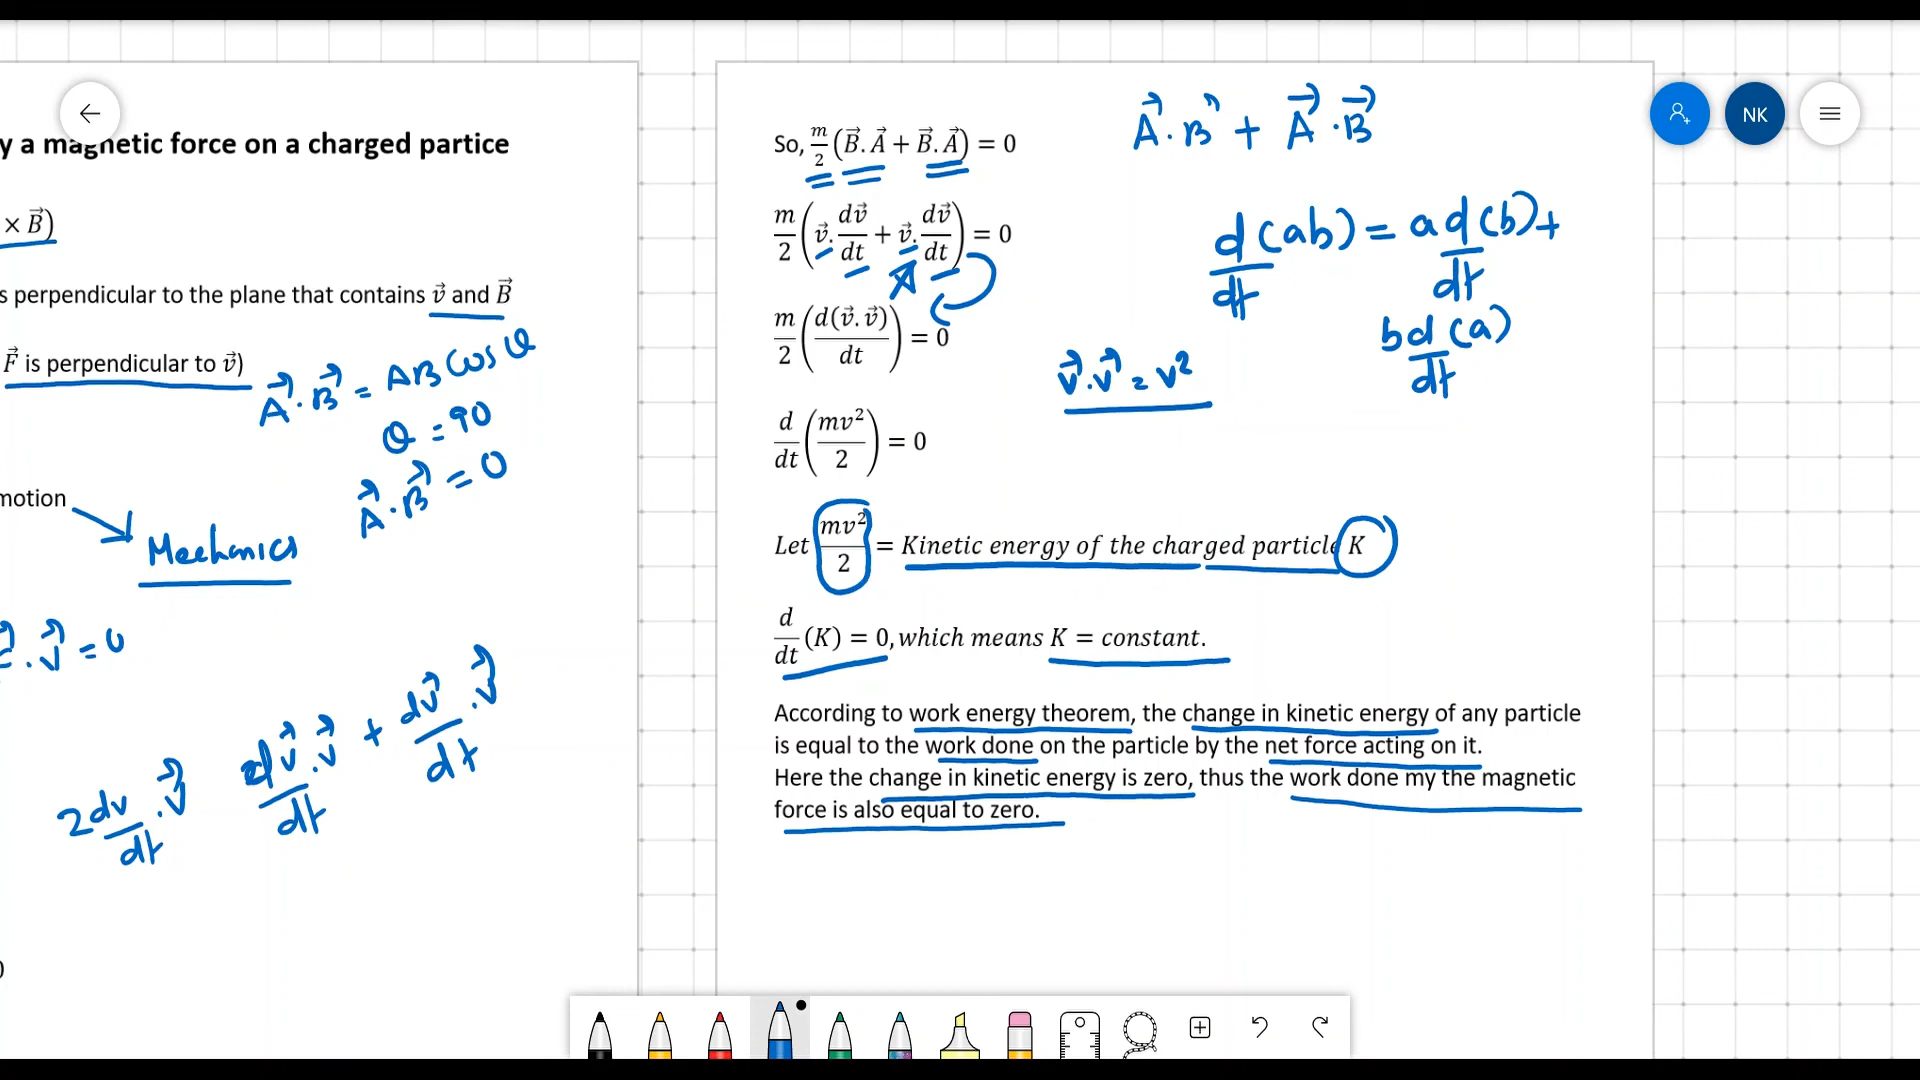 y a magnetic force on a charged partice
× B⃗)
s perpendicular to the plane that contains v⃗ and B⃗
F⃗ is perpendicular to v⃗)
A⃗.B⃗ = AB Cos θ
θ = 90
A⃗.B⃗ = 0
motion
Mechanics
.v⃗ = 0
2dv/dt .v⃗
dv⃗/dt .v⃗ + dv⃗/dt .v⃗
So, m/2 (B⃗.A⃗ + B⃗.A⃗) = 0
A⃗.B⃗ + A⃗.B⃗
m/2 (v⃗. dv⃗/dt + v⃗. dv⃗/dt) = 0
d/dt (ab) = a d/dt (b) +
b d/dt (a)
m/2 (d(v⃗.v⃗)/dt) = 0
v⃗.v⃗ = v²
d/dt (mv²/2) = 0
Let mv²/2 = Kinetic energy of the charged particle K
d/dt (K) = 0, which means K = constant.
According to work energy theorem, the change in kinetic energy of any particle
is equal to the work done on the particle by the net force acting on it.
Here the change in kinetic energy is zero, thus the work done my the magnetic
force is also equal to zero.
NK